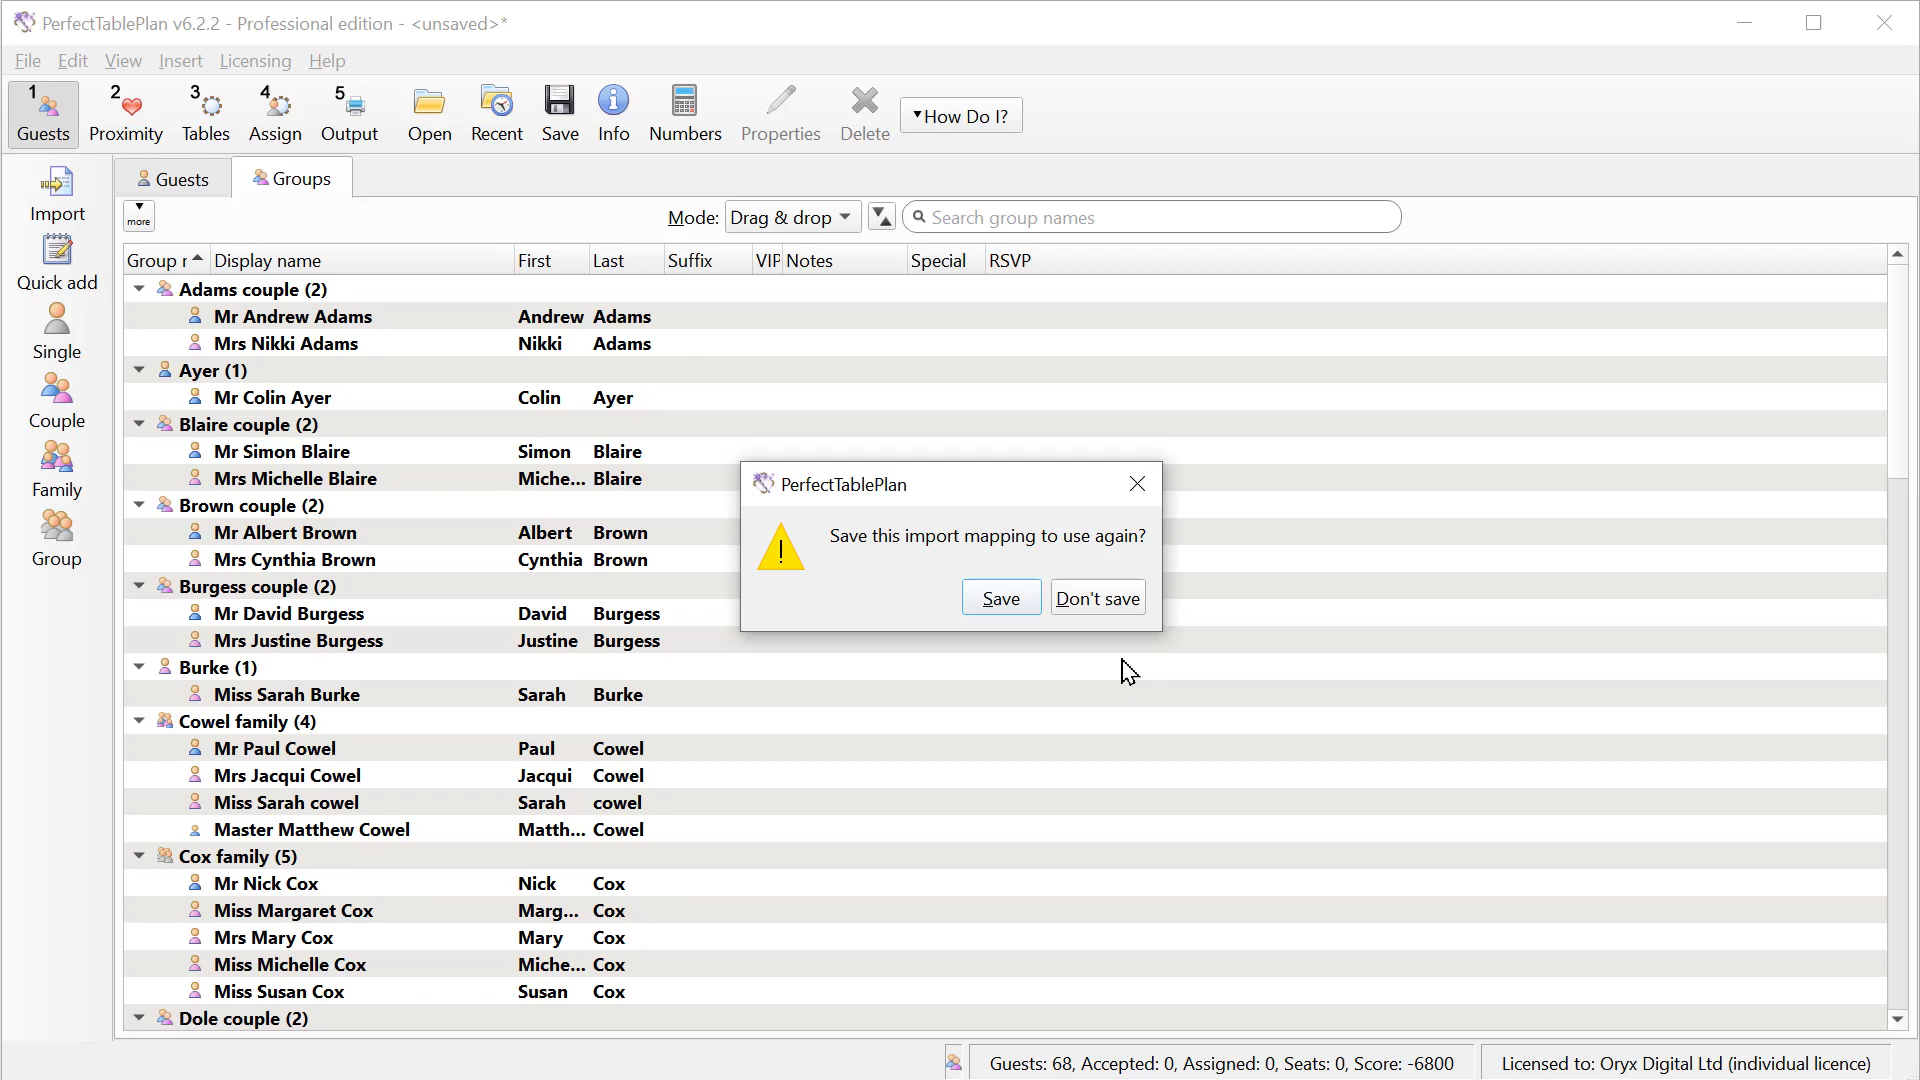 PerfectTablePlan v6.2.2 - Professional edition - <unsaved>*
File Edit View Insert Licensing Help
1 2 3 4 5
Guests Proximity Tables Assign Output Open Recent Save Info Numbers Properties Delete How Do I?
Import
Quick add
Single
Couple
Family
Group
Guests Groups
more Mode: Drag & drop Search group names
Group r Display name First Last Suffix VIP Notes Special RSVP
Adams couple (2)
Mr Andrew Adams Andrew Adams
Mrs Nikki Adams Nikki Adams
Ayer (1)
Mr Colin Ayer Colin Ayer
Blaire couple (2)
Mr Simon Blaire Simon Blaire
Mrs Michelle Blaire Miche... Blaire
Brown couple (2)
Mr Albert Brown Albert Brown
Mrs Cynthia Brown Cynthia Brown
Burgess couple (2)
Mr David Burgess David Burgess
Mrs Justine Burgess Justine Burgess
Burke (1)
Miss Sarah Burke Sarah Burke
Cowel family (4)
Mr Paul Cowel Paul Cowel
Mrs Jacqui Cowel Jacqui Cowel
Miss Sarah cowel Sarah cowel
Master Matthew Cowel Matth... Cowel
Cox family (5)
Mr Nick Cox Nick Cox
Miss Margaret Cox Marg... Cox
Mrs Mary Cox Mary Cox
Miss Michelle Cox Miche... Cox
Miss Susan Cox Susan Cox
Dole couple (2)
PerfectTablePlan
Save this import mapping to use again?
Save Don't save
Guests: 68, Accepted: 0, Assigned: 0, Seats: 0, Score: -6800 Licensed to: Oryx Digital Ltd (individual licence)